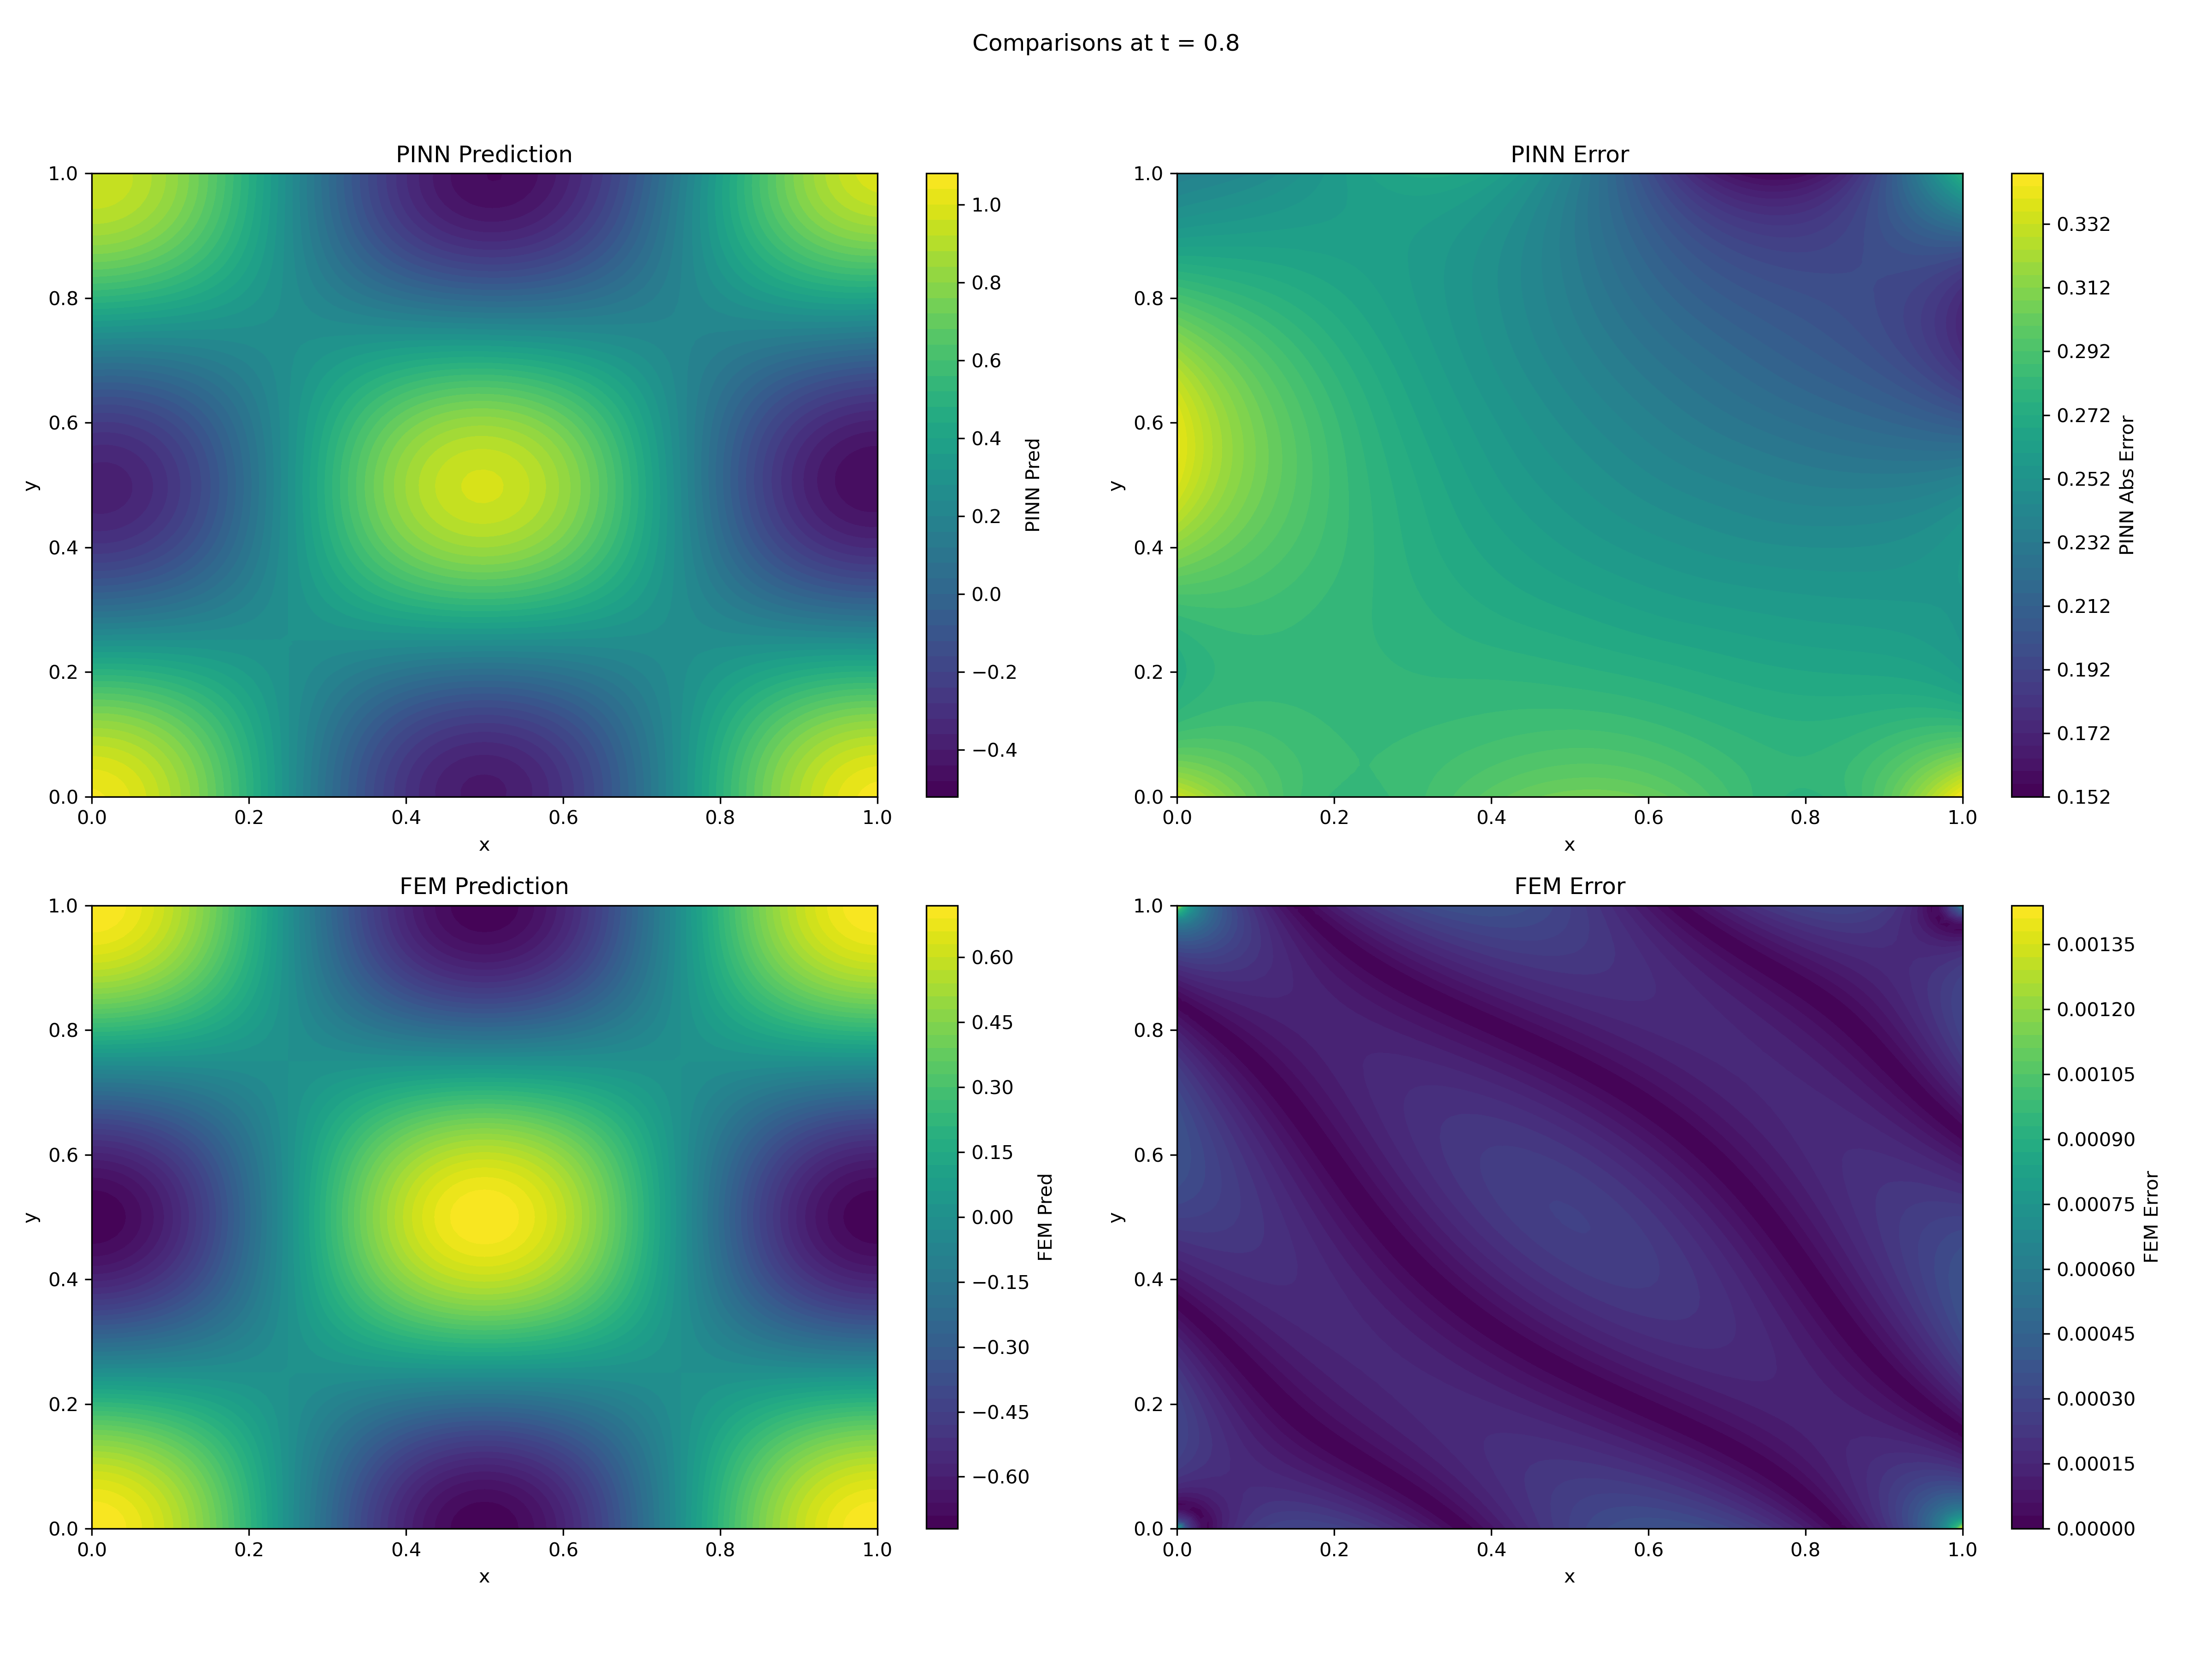 Comparisons at t = 0.8
PINN Prediction
1.0
0.8
0.6
0.4
0.2
0.0
y
0.0 0.2 0.4 0.6 0.8 1.0
x
1.0
0.8
0.6
0.4
0.2
0.0
−0.2
−0.4
PINN Pred
PINN Error
1.0
0.8
0.6
0.4
0.2
0.0
y
0.0 0.2 0.4 0.6 0.8 1.0
x
0.332
0.312
0.292
0.272
0.252
0.232
0.212
0.192
0.172
0.152
PINN Abs Error
FEM Prediction
1.0
0.8
0.6
0.4
0.2
0.0
y
0.0 0.2 0.4 0.6 0.8 1.0
x
0.60
0.45
0.30
0.15
0.00
−0.15
−0.30
−0.45
−0.60
FEM Pred
FEM Error
1.0
0.8
0.6
0.4
0.2
0.0
y
0.0 0.2 0.4 0.6 0.8 1.0
x
0.00135
0.00120
0.00105
0.00090
0.00075
0.00060
0.00045
0.00030
0.00015
0.00000
FEM Error